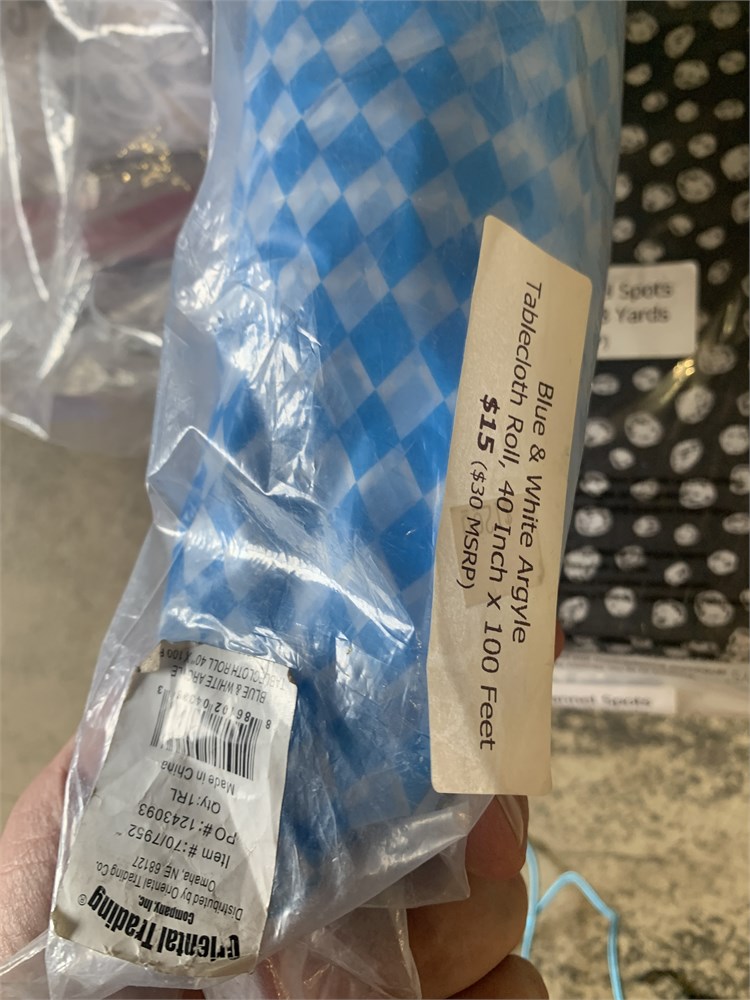 Blue & White Argyle
Tablecloth Roll, 40 Inch x 100 Feet
$15 ($30 MSRP)
Spots
Yards
Spots
Oriental Trading®
Company, Inc.
Distributed by Oriental Trading Co.
Omaha, NE 68127
Item #:70/7952
PO #: 1243093
Qty: 1RL
Made in China
BLUE & WHITE ARGYLE
TABLECLOTH ROLL 40" X 100